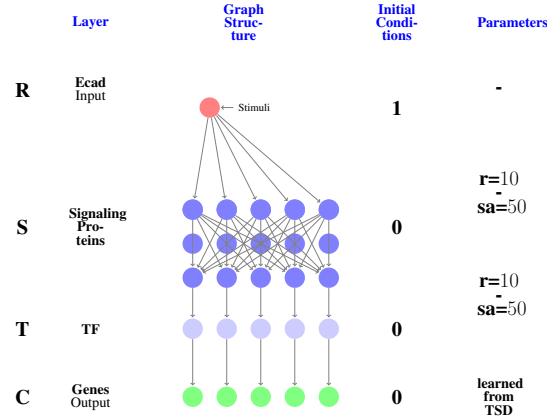 Layer
Graph
Struc-
ture
Initial
Condi-
tions
Parameters
R
Ecad
Input
Stimuli
1
-
S
Signaling
Pro-
teins
0
r=10
-
sa=50
r=10
-
sa=50
T
TF
0
C
Genes
Output
0
learned
from
TSD